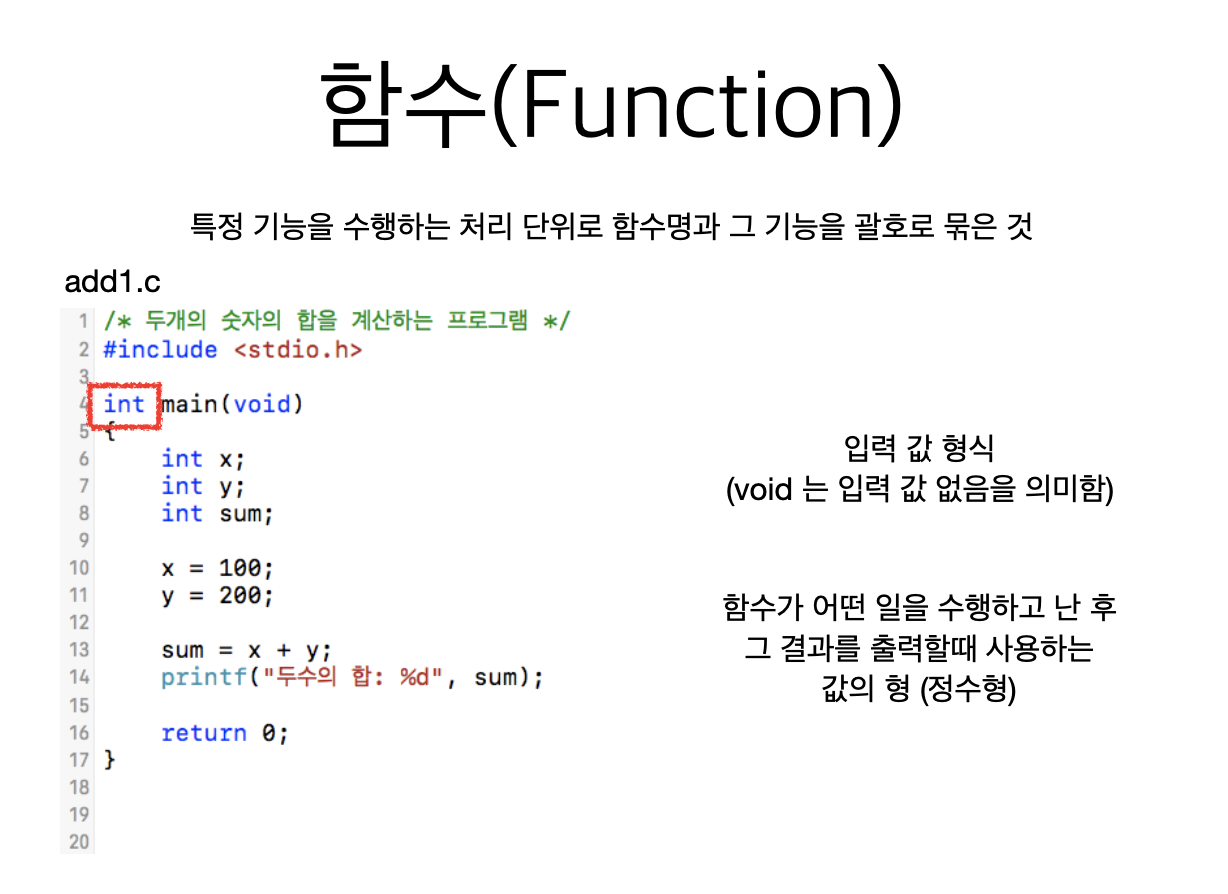 함수(Function)
특정 기능을 수행하는 처리 단위로 함수명과 그 기능을 괄호로 묶은 것
add1.c
1 /* 두개의 숫자의 합을 계산하는 프로그램 */
2 #include <stdio.h>
3
4 int main(void)
5 {
6     int x;
7     int y;
8     int sum;
9
10     x = 100;
11     y = 200;
12
13     sum = x + y;
14     printf("두수의 합: %d", sum);
15
16     return 0;
17 }
18
19
20
입력 값 형식
(void 는 입력 값 없음을 의미함)
함수가 어떤 일을 수행하고 난 후
그 결과를 출력할때 사용하는
값의 형 (정수형)